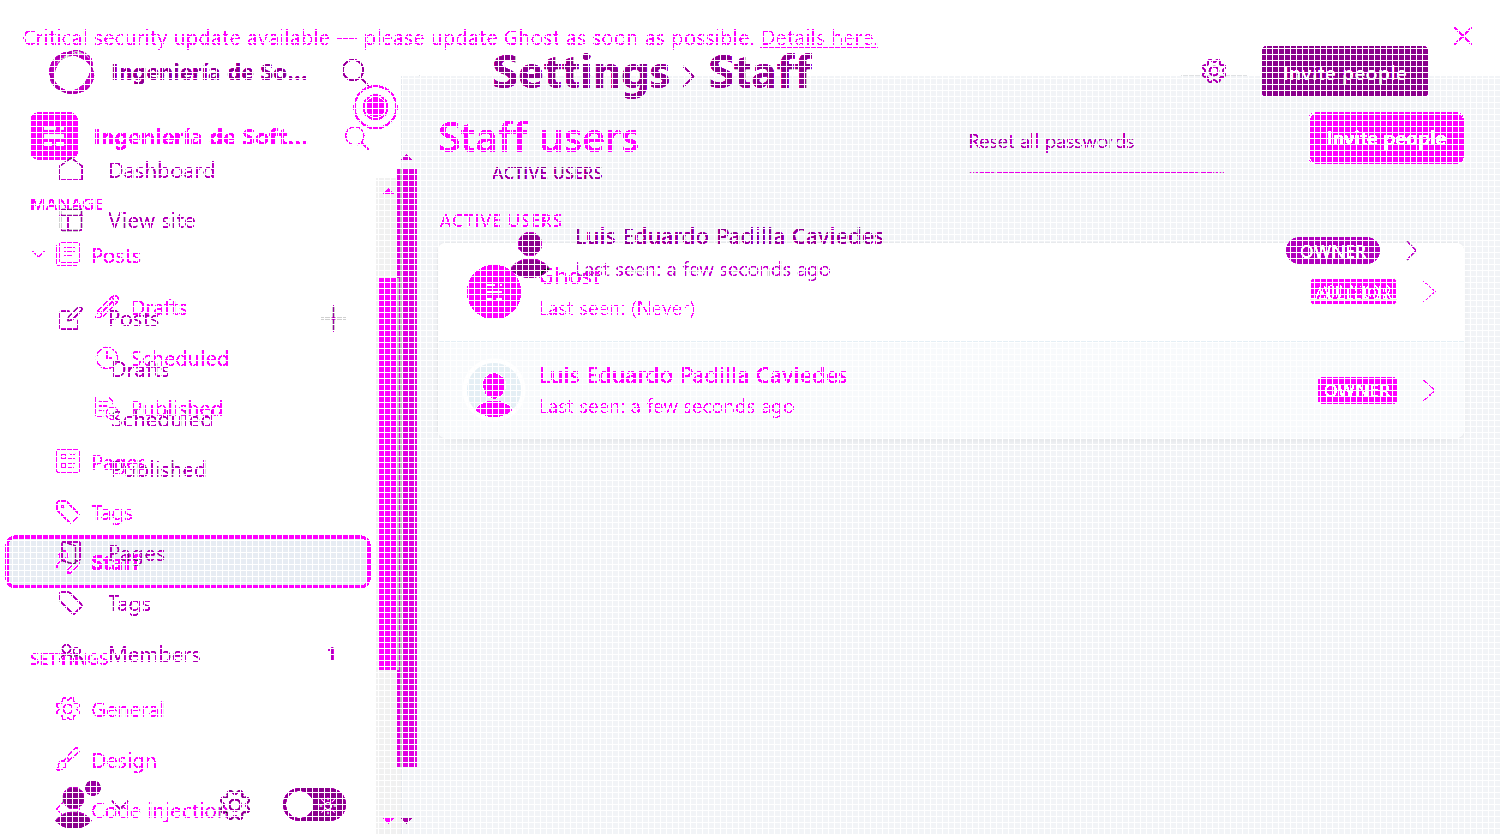 Critical security update available — please update Ghost as soon as possible. Details here.
Ingeniería de So...
Settings › Staff
Invite people
Ingeniería de Soft...
Staff users
Reset all passwords
Invite people
Dashboard
ACTIVE USERS
MANAGE
View site
ACTIVE USERS
Posts
Luis Eduardo Padilla Caviedes
OWNER
Last seen: a few seconds ago
Ghost
AUTHOR
Last seen: (Never)
Drafts
Posts
Scheduled
Drafts
Luis Eduardo Padilla Caviedes
OWNER
Last seen: a few seconds ago
Published
Scheduled
Pages
Published
Tags
Pages
Staff
Tags
Members
1
SETTINGS
General
Design
Code injection